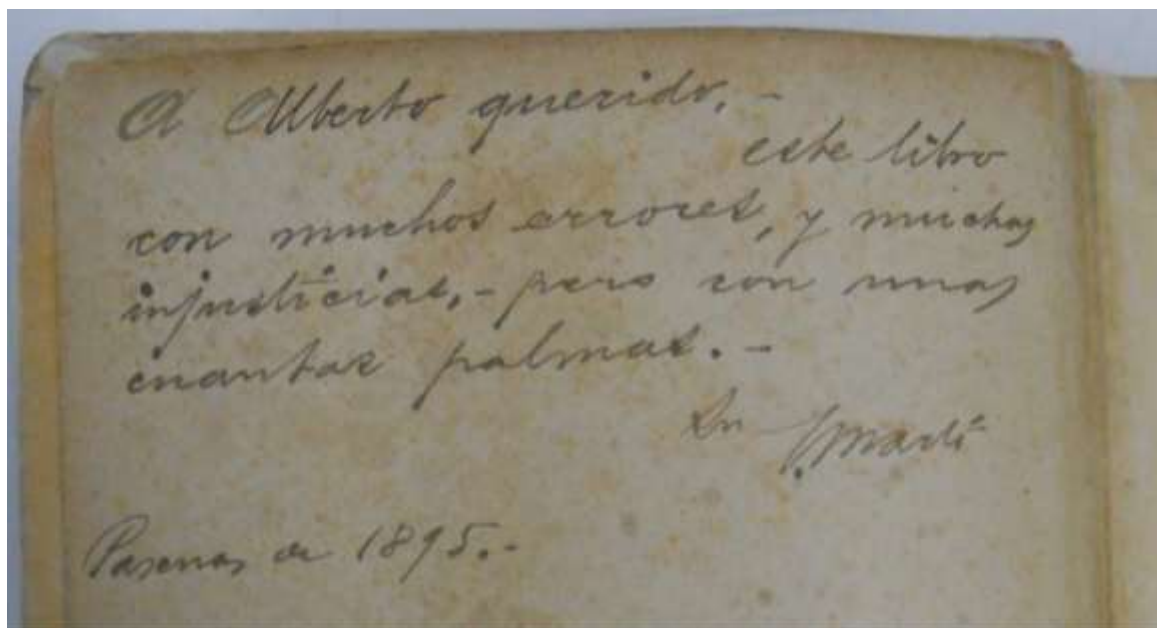 A Alberto querido,-
este libro
con muchos errores, y muchas
injusticias,- pero con unas
cuantas palmas.-
Su J. Martí
Pascuas de 1895.-